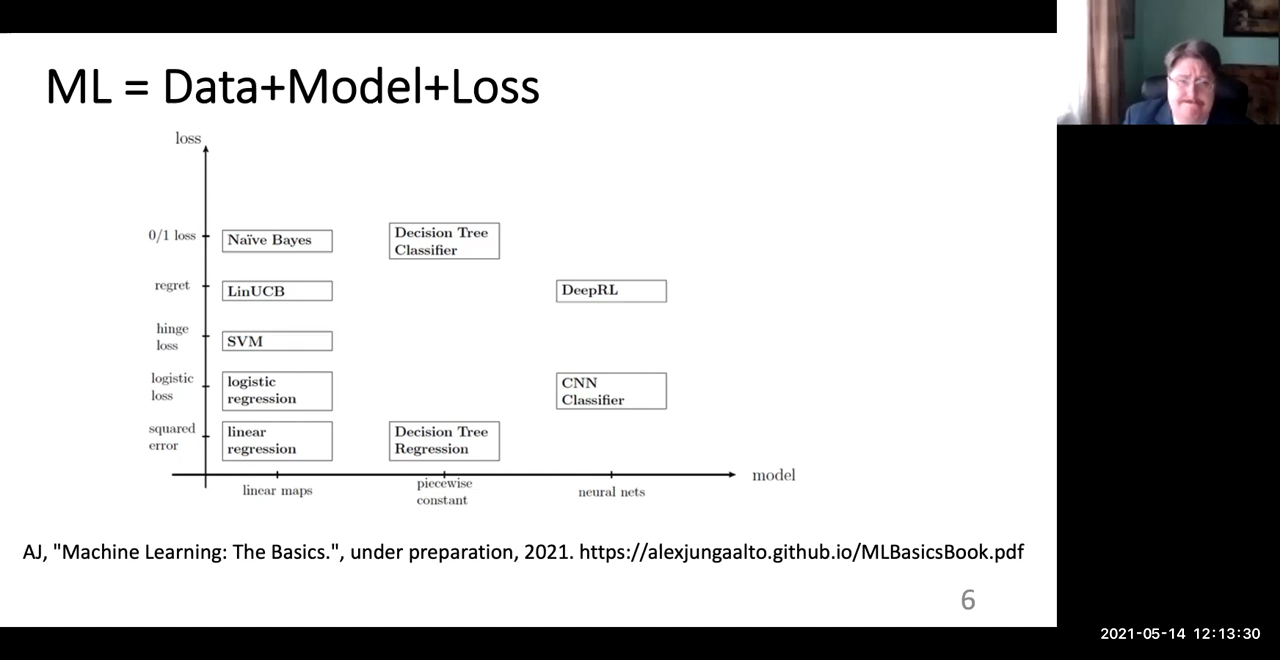 ML = Data+Model+Loss
loss
0/1 loss
Naïve Bayes
Decision Tree
Classifier
regret
LinUCB
DeepRL
hinge
loss
SVM
logistic
loss
logistic
regression
CNN
Classifier
squared
error
linear
regression
Decision Tree
Regression
model
linear maps
piecewise
constant
neural nets
AJ, "Machine Learning: The Basics.", under preparation, 2021. https://alexjungaalto.github.io/MLBasicsBook.pdf
6
2021-05-14 12:13:30